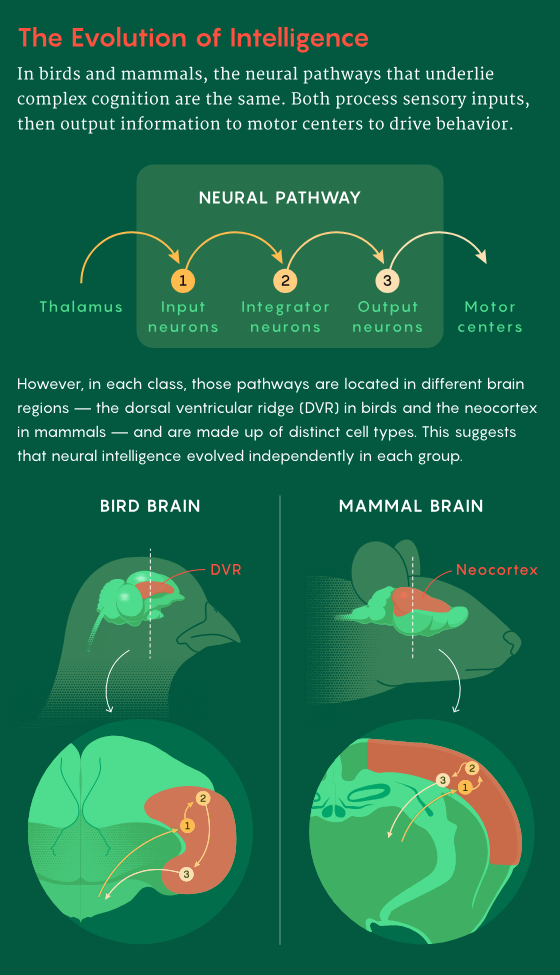 The Evolution of Intelligence
In birds and mammals, the neural pathways that underlie
complex cognition are the same. Both process sensory inputs,
then output information to motor centers to drive behavior.
NEURAL PATHWAY
1 2 3
Thalamus Input Integrator Output Motor
neurons neurons neurons centers
However, in each class, those pathways are located in different brain
regions — the dorsal ventricular ridge (DVR) in birds and the neocortex
in mammals — and are made up of distinct cell types. This suggests
that neural intelligence evolved independently in each group.
BIRD BRAIN
DVR
2
1
3
MAMMAL BRAIN
Neocortex
2
3
1